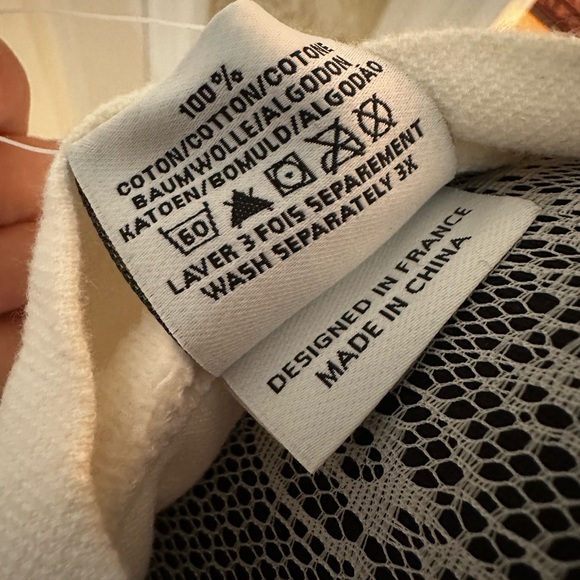 100%
COTON/COTTON/COTONE
BAUMWOLLE/ALGODON
KATOEN/BOMULD/ALGODÃO
60
LAVER 3 FOIS SEPAREMENT
WASH SEPARATELY 3X
DESIGNED IN FRANCE
MADE IN CHINA